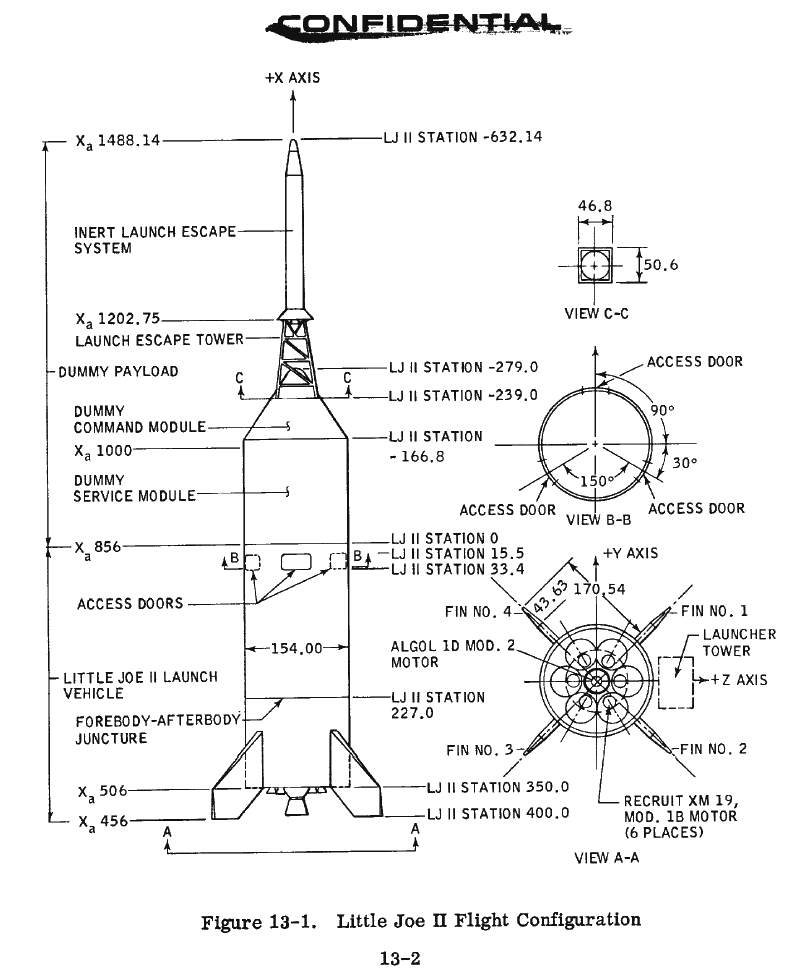 CONFIDENTIAL
+X AXIS
Xa 1488.14
LJ II STATION -632.14
INERT LAUNCH ESCAPE
SYSTEM
Xa 1202.75
LAUNCH ESCAPE TOWER
DUMMY PAYLOAD
LJ II STATION -279.0
C C
LJ II STATION -239.0
DUMMY
COMMAND MODULE
LJ II STATION
-166.8
Xa 1000
DUMMY
SERVICE MODULE
Xa 856
LJ II STATION 0
LJ II STATION 15.5
B B
LJ II STATION 33.4
ACCESS DOORS
154.00
LITTLE JOE II LAUNCH
VEHICLE
LJ II STATION
227.0
FOREBODY-AFTERBODY
JUNCTURE
Xa 506
LJ II STATION 350.0
Xa 456
LJ II STATION 400.0
A A
46.8
50.6
VIEW C-C
ACCESS DOOR
90°
30°
150°
ACCESS DOOR
ACCESS DOOR
VIEW B-B
+Y AXIS
43.63
170.54
FIN NO. 4
FIN NO. 1
ALGOL 1D MOD. 2
MOTOR
LAUNCHER
TOWER
+Z AXIS
FIN NO. 3
FIN NO. 2
RECRUIT XM 19,
MOD. 1B MOTOR
(6 PLACES)
VIEW A-A
Figure 13-1. Little Joe II Flight Configuration
13-2